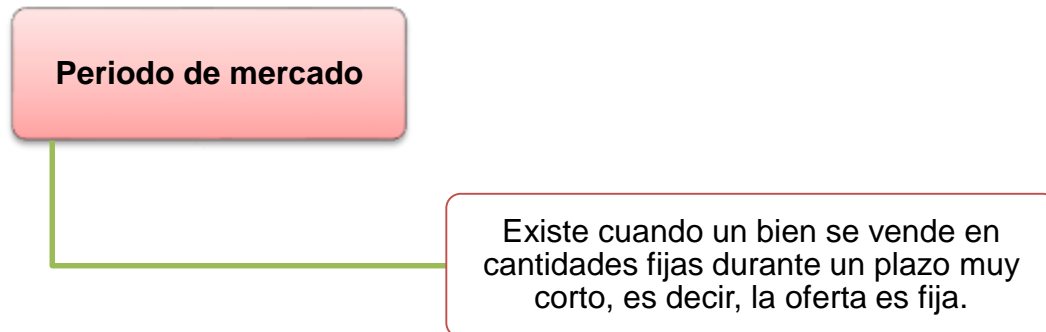 Periodo de mercado
Existe cuando un bien se vende en
cantidades fijas durante un plazo muy
corto, es decir, la oferta es fija.